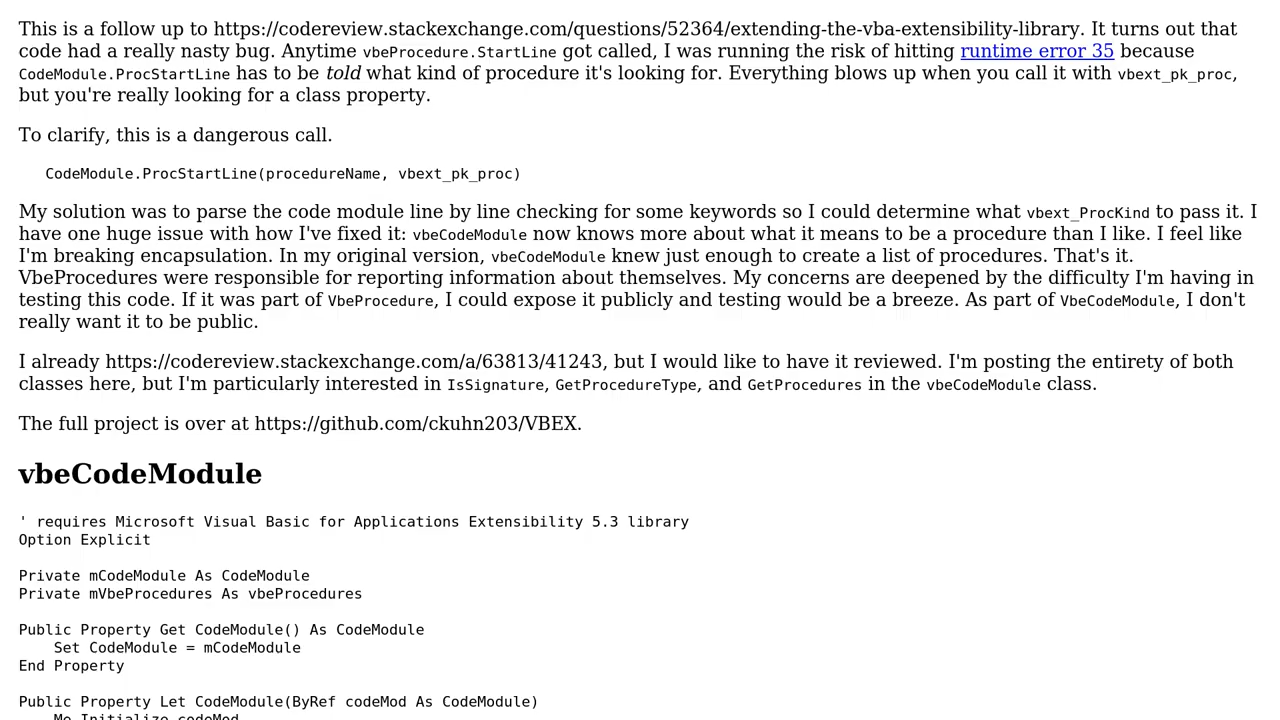 This is a follow up to https://codereview.stackexchange.com/questions/52364/extending-the-vba-extensibility-library. It turns out that
code had a really nasty bug. Anytime vbeProcedure.StartLine got called, I was running the risk of hitting runtime error 35 because
CodeModule.ProcStartLine has to be told what kind of procedure it's looking for. Everything blows up when you call it with vbext_pk_proc,
but you're really looking for a class property.
To clarify, this is a dangerous call.
CodeModule.ProcStartLine(procedureName, vbext_pk_proc)
My solution was to parse the code module line by line checking for some keywords so I could determine what vbext_ProcKind to pass it. I
have one huge issue with how I've fixed it: vbeCodeModule now knows more about what it means to be a procedure than I like. I feel like
I'm breaking encapsulation. In my original version, vbeCodeModule knew just enough to create a list of procedures. That's it.
VbeProcedures were responsible for reporting information about themselves. My concerns are deepened by the difficulty I'm having in
testing this code. If it was part of VbeProcedure, I could expose it publicly and testing would be a breeze. As part of VbeCodeModule, I don't
really want it to be public.
I already https://codereview.stackexchange.com/a/63813/41243, but I would like to have it reviewed. I'm posting the entirety of both
classes here, but I'm particularly interested in IsSignature, GetProcedureType, and GetProcedures in the vbeCodeModule class.
The full project is over at https://github.com/ckuhn203/VBEX.
vbeCodeModule
' requires Microsoft Visual Basic for Applications Extensibility 5.3 library
Option Explicit
Private mCodeModule As CodeModule
Private mVbeProcedures As vbeProcedures
Public Property Get CodeModule() As CodeModule
Set CodeModule = mCodeModule
End Property
Public Property Let CodeModule(ByRef codeMod As CodeModule)
Me.Initialize codeMod